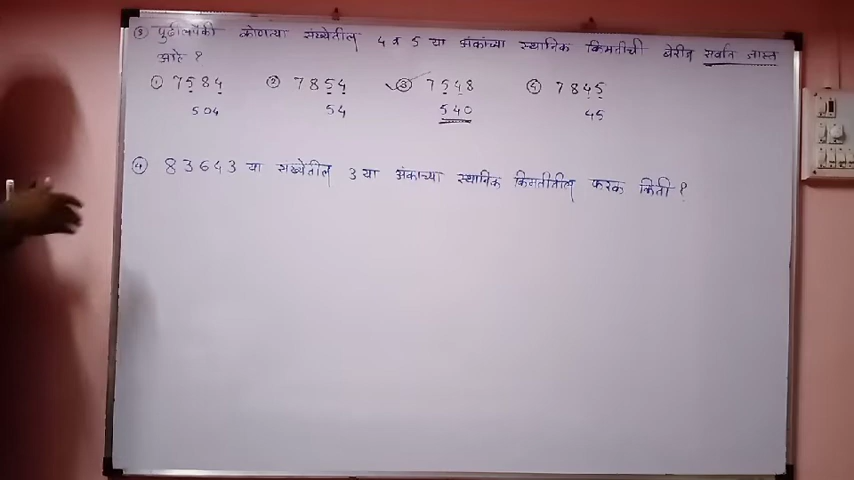 ③ पुढीलपैकी कोणत्या संख्येतील 4 व 5 या अंकांच्या स्थानिक किमतीची बेरीज सर्वात जास्त
आहे ?
① 7584 ② 7854 ③ 7548 ④ 7845
504 54 540 45
④ 83643 या संख्येतील 3 या अंकाच्या स्थानिक किमतीतील फरक किती ?